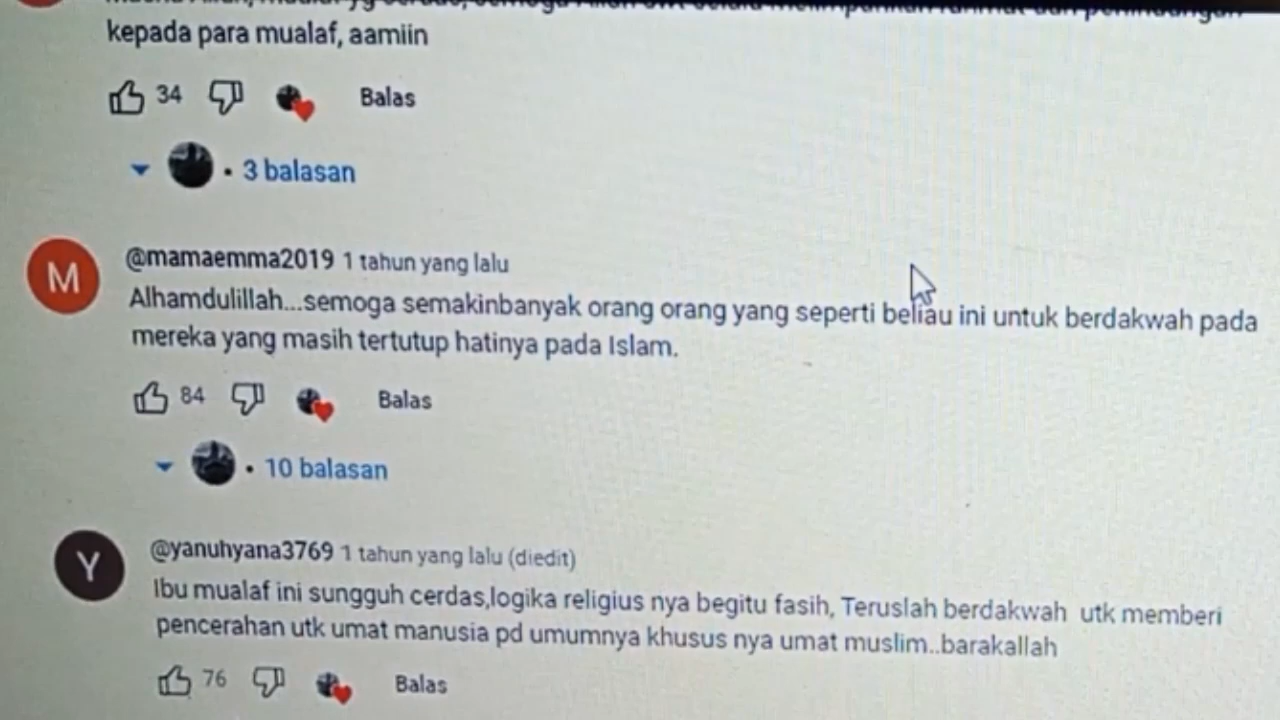 kepada para mualaf, aamiin
34 Balas
3 balasan
M
@mamaemma2019 1 tahun yang lalu
Alhamdulillah...semoga semakinbanyak orang orang yang seperti beliau ini untuk berdakwah pada
mereka yang masih tertutup hatinya pada Islam.
84 Balas
10 balasan
Y
@yanuhyana3769 1 tahun yang lalu (diedit)
Ibu mualaf ini sungguh cerdas,logika religius nya begitu fasih, Teruslah berdakwah utk memberi
pencerahan utk umat manusia pd umumnya khusus nya umat muslim..barakallah
76 Balas